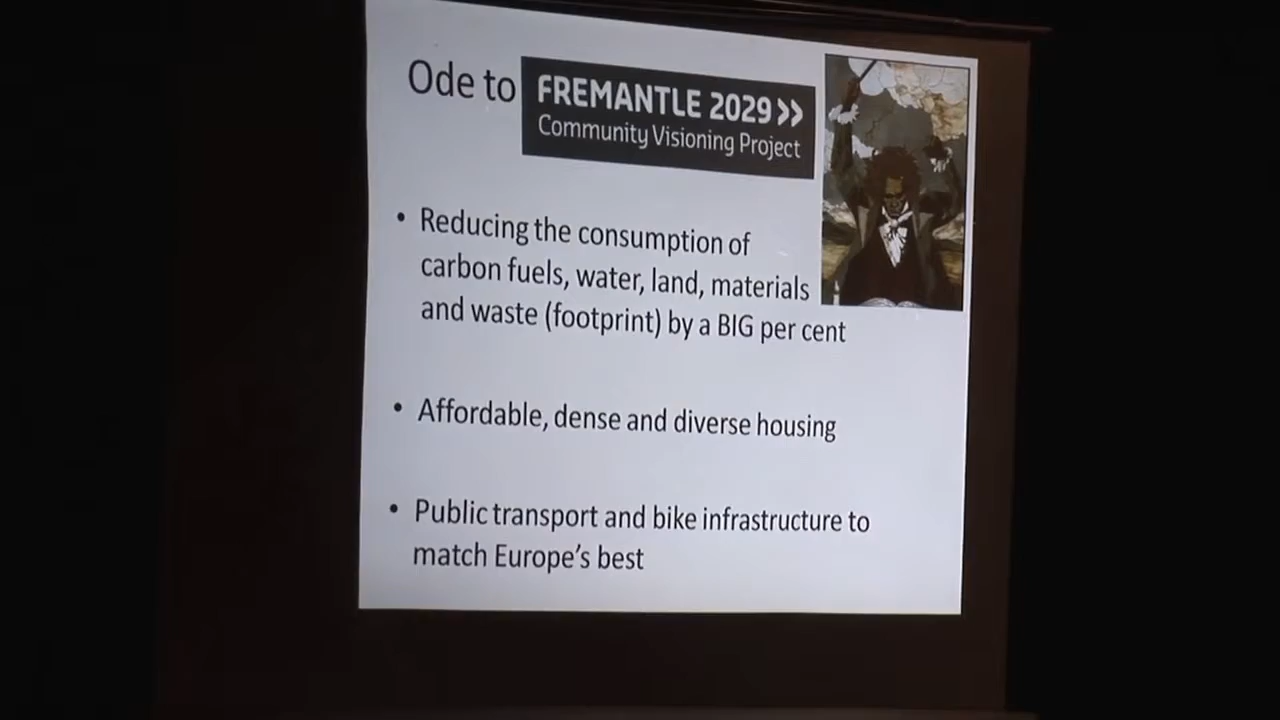 Ode to FREMANTLE 2029 >>
Community Visioning Project
• Reducing the consumption of
carbon fuels, water, land, materials
and waste (footprint) by a BIG per cent
• Affordable, dense and diverse housing
• Public transport and bike infrastructure to
match Europe's best